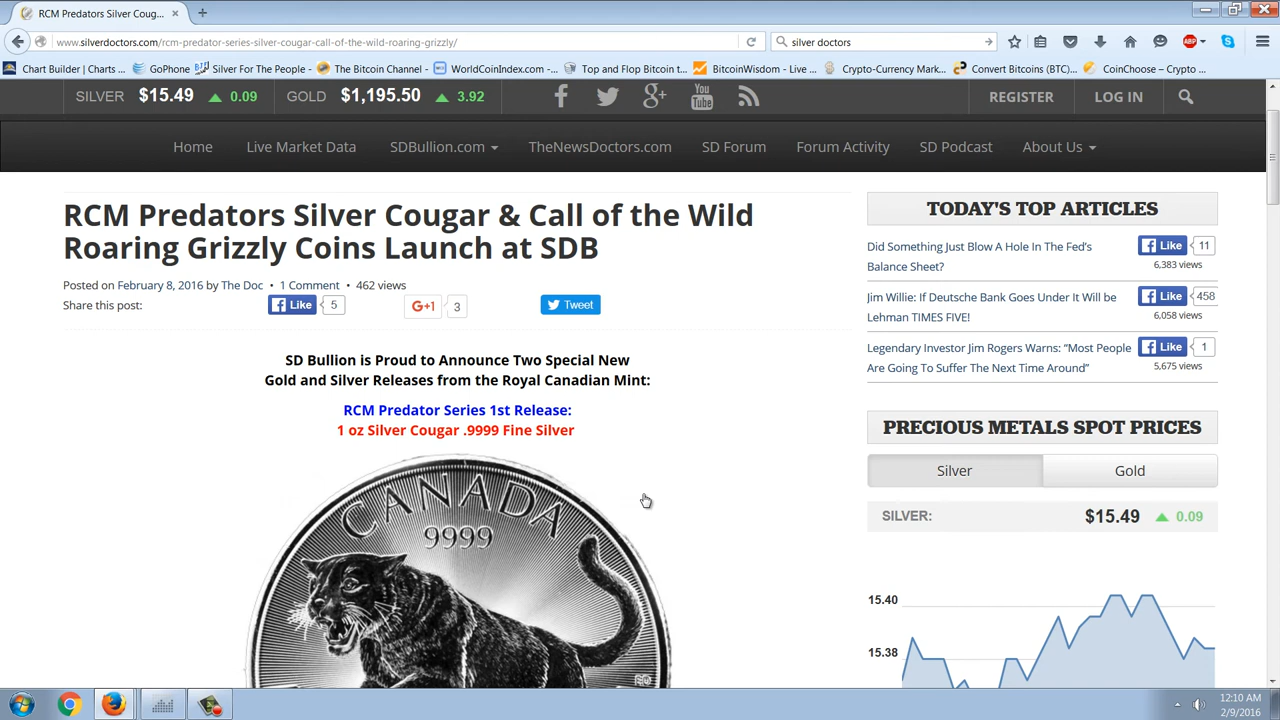 RCM Predators Silver Coug...
www.silverdoctors.com/rcm-predator-series-silver-cougar-call-of-the-wild-roaring-grizzly/
silver doctors
ABP
Chart Builder | Charts ...
GoPhone
Silver For The People - ...
The Bitcoin Channel - ...
WorldCoinIndex.com -...
Top and Flop Bitcoin t...
BitcoinWisdom - Live ...
Crypto-Currency Mark...
Convert Bitcoins (BTC)...
CoinChoose – Crypto ...
SILVER $15.49 0.09 GOLD $1,195.50 3.92
You Tube
REGISTER LOG IN
Home Live Market Data SDBullion.com TheNewsDoctors.com SD Forum Forum Activity SD Podcast About Us
RCM Predators Silver Cougar & Call of the Wild
Roaring Grizzly Coins Launch at SDB
Posted on February 8, 2016 by The Doc • 1 Comment • 462 views
Share this post: Like 5 G+1 3 Tweet
SD Bullion is Proud to Announce Two Special New
Gold and Silver Releases from the Royal Canadian Mint:
RCM Predator Series 1st Release:
1 oz Silver Cougar .9999 Fine Silver
CANADA
9999
TODAY'S TOP ARTICLES
Did Something Just Blow A Hole In The Fed's
Balance Sheet?
Like 11
6,383 views
Jim Willie: If Deutsche Bank Goes Under It Will be
Lehman TIMES FIVE!
Like 458
6,058 views
Legendary Investor Jim Rogers Warns: “Most People
Are Going To Suffer The Next Time Around”
Like 1
5,675 views
PRECIOUS METALS SPOT PRICES
Silver Gold
SILVER: $15.49 0.09
15.40
15.38
12:10 AM
2/9/2016